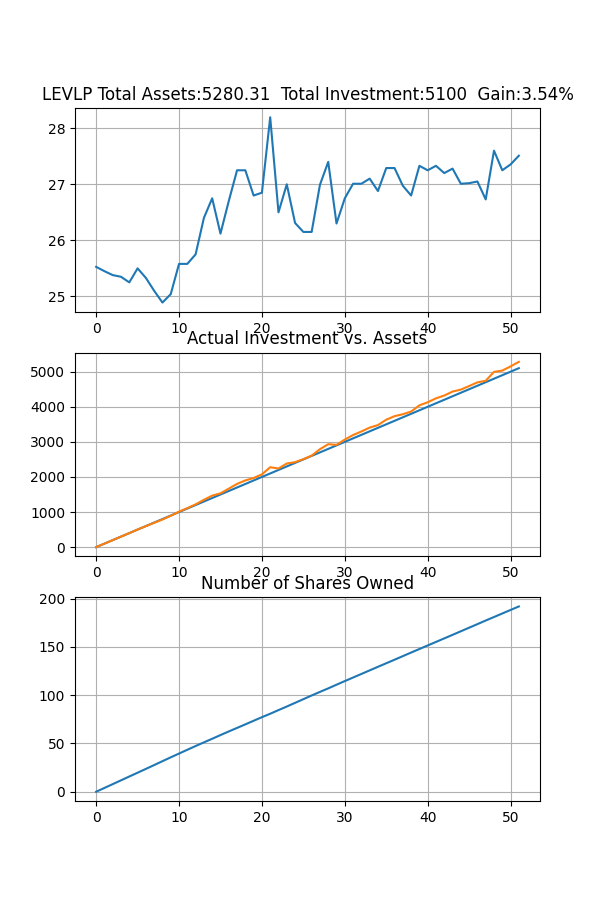 LEVLP Total Assets:5280.31  Total Investment:5100  Gain:3.54%
28
27
26
25
0 10 20 30 40 50
Actual Investment vs. Assets
5000
4000
3000
2000
1000
0
0 10 20 30 40 50
Number of Shares Owned
200
150
100
50
0
0 10 20 30 40 50